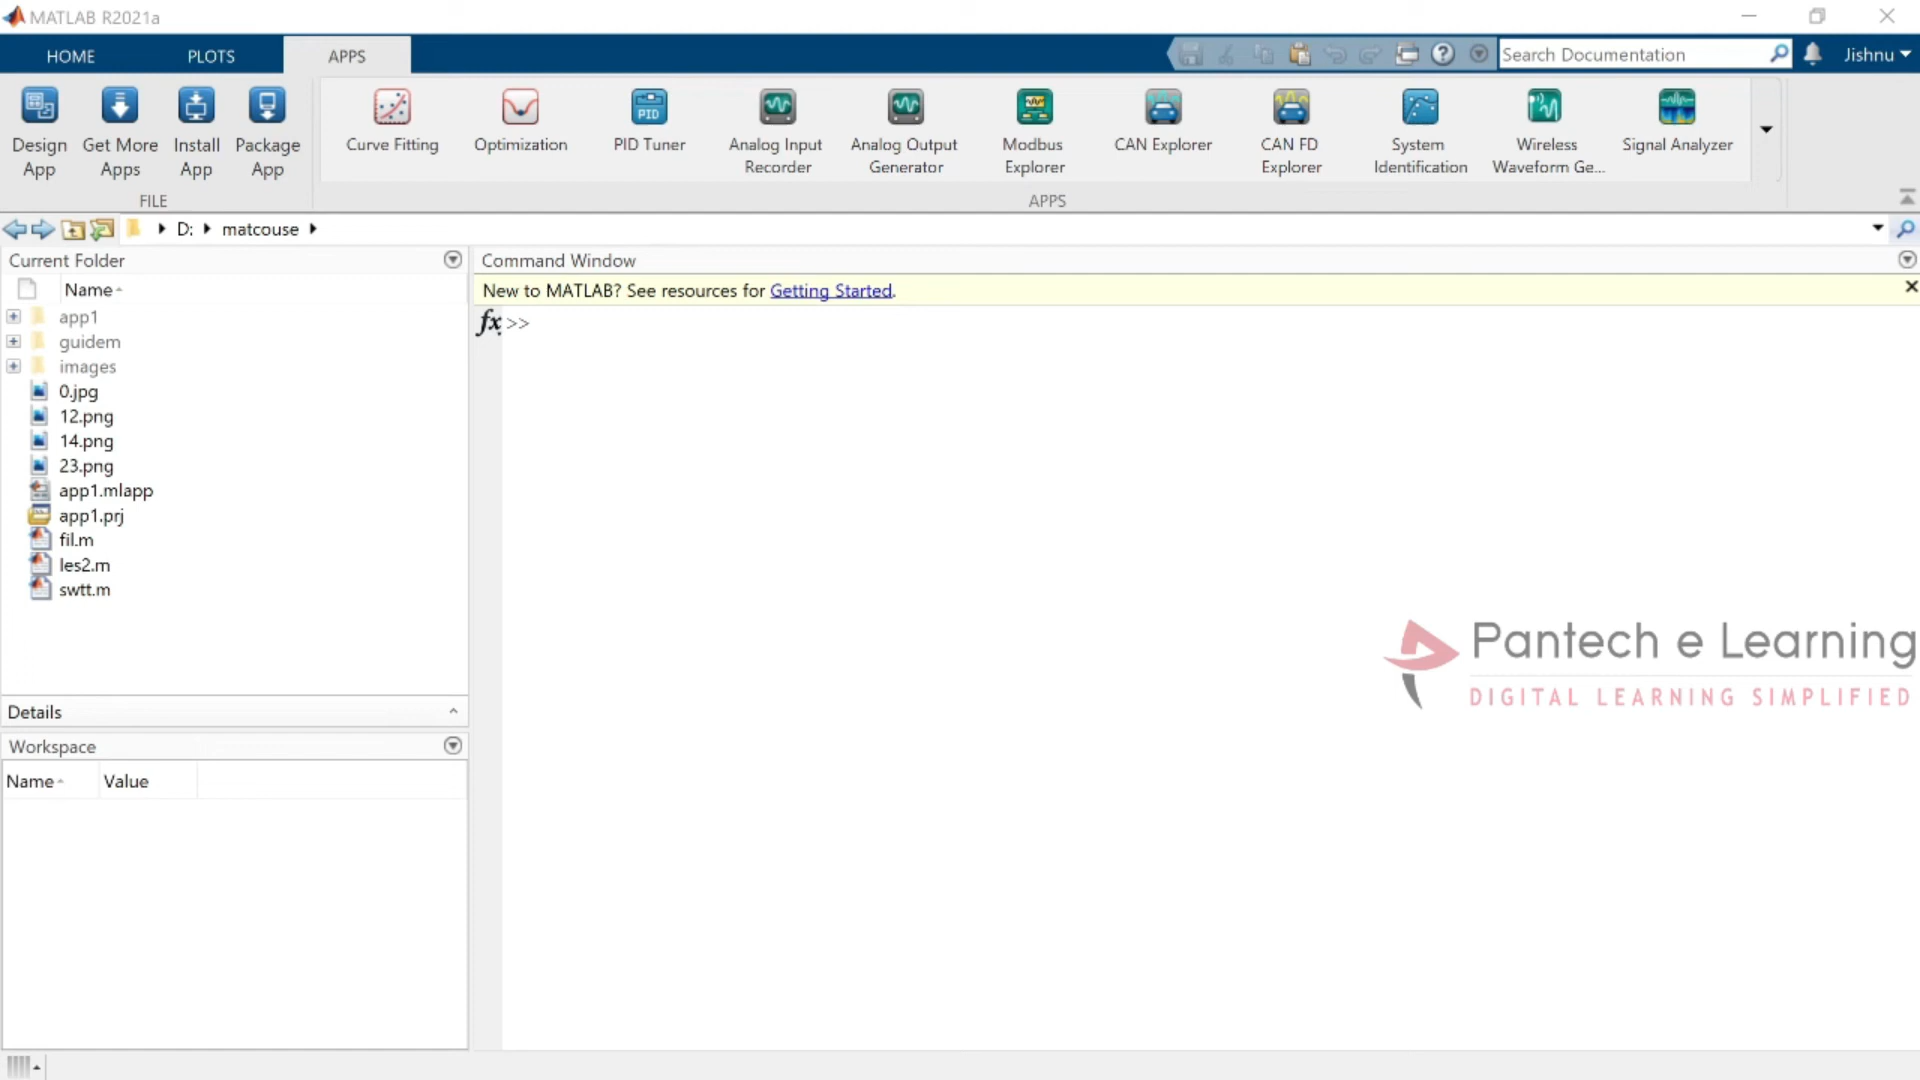 MATLAB R2021a
HOME PLOTS APPS
Search Documentation Jishnu
Design App
Get More Apps
Install App
Package App
Curve Fitting
Optimization
PID
PID Tuner
Analog Input Recorder
Analog Output Generator
Modbus Explorer
CAN Explorer
CAN FD Explorer
System Identification
Wireless Waveform Ge...
Signal Analyzer
FILE APPS
D: matcouse
Current Folder
Name
app1
guidem
images
0.jpg
12.png
14.png
23.png
app1.mlapp
app1.prj
fil.m
les2.m
swtt.m
Details
Workspace
Name Value
Command Window
New to MATLAB? See resources for Getting Started.
fx >>
Pantech e Learning
DIGITAL LEARNING SIMPLIFIED